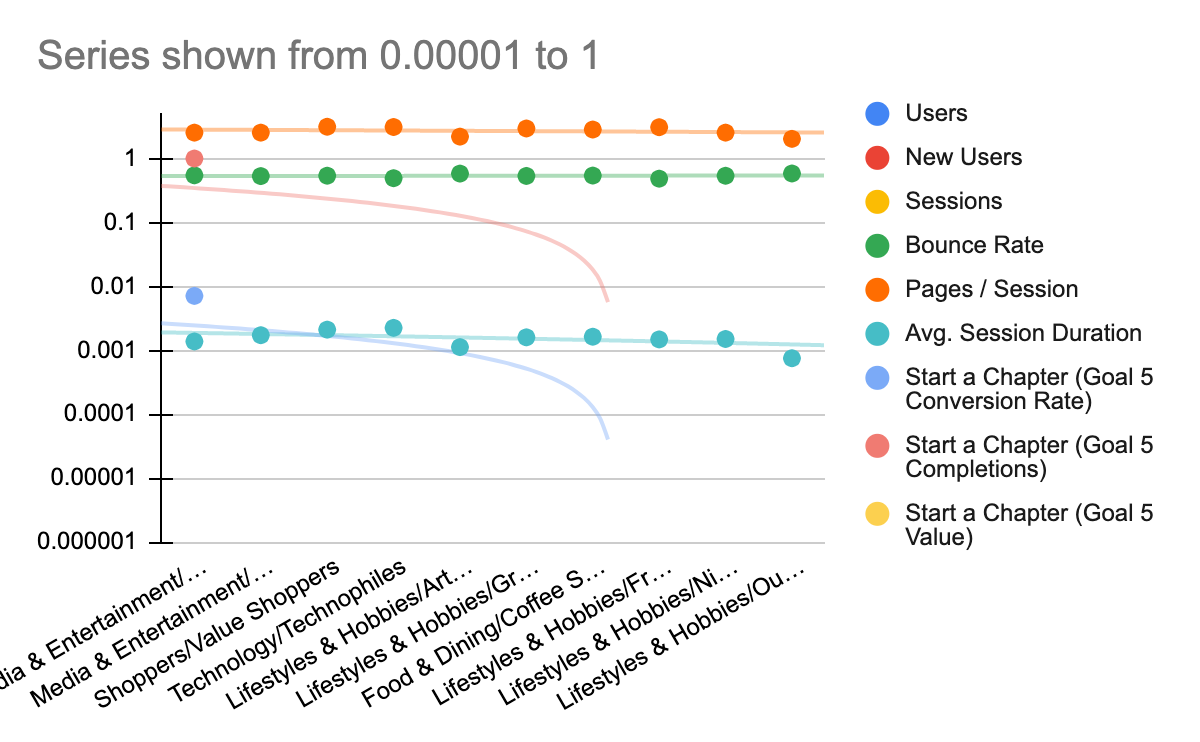 Series shown from 0.00001 to 1
1
0.1
0.01
0.001
0.0001
0.00001
0.000001
dia & Entertainment/…
Media & Entertainment/…
Shoppers/Value Shoppers
Technology/Technophiles
Lifestyles & Hobbies/Art…
Lifestyles & Hobbies/Gr…
Food & Dining/Coffee S…
Lifestyles & Hobbies/Fr…
Lifestyles & Hobbies/Ni…
Lifestyles & Hobbies/Ou…
Users
New Users
Sessions
Bounce Rate
Pages / Session
Avg. Session Duration
Start a Chapter (Goal 5
Conversion Rate)
Start a Chapter (Goal 5
Completions)
Start a Chapter (Goal 5
Value)